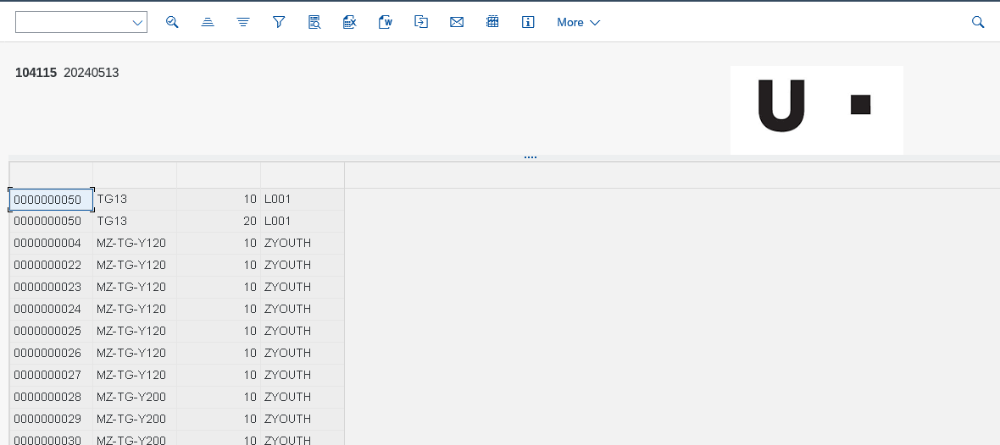 More
104115 20240513
U
0000000050 TG13 10 L001
0000000050 TG13 20 L001
0000000004 MZ-TG-Y120 10 ZYOUTH
0000000022 MZ-TG-Y120 10 ZYOUTH
0000000023 MZ-TG-Y120 10 ZYOUTH
0000000024 MZ-TG-Y120 10 ZYOUTH
0000000025 MZ-TG-Y120 10 ZYOUTH
0000000026 MZ-TG-Y120 10 ZYOUTH
0000000027 MZ-TG-Y120 10 ZYOUTH
0000000028 MZ-TG-Y200 10 ZYOUTH
0000000029 MZ-TG-Y200 10 ZYOUTH
0000000030 MZ-TG-Y200 10 ZYOUTH